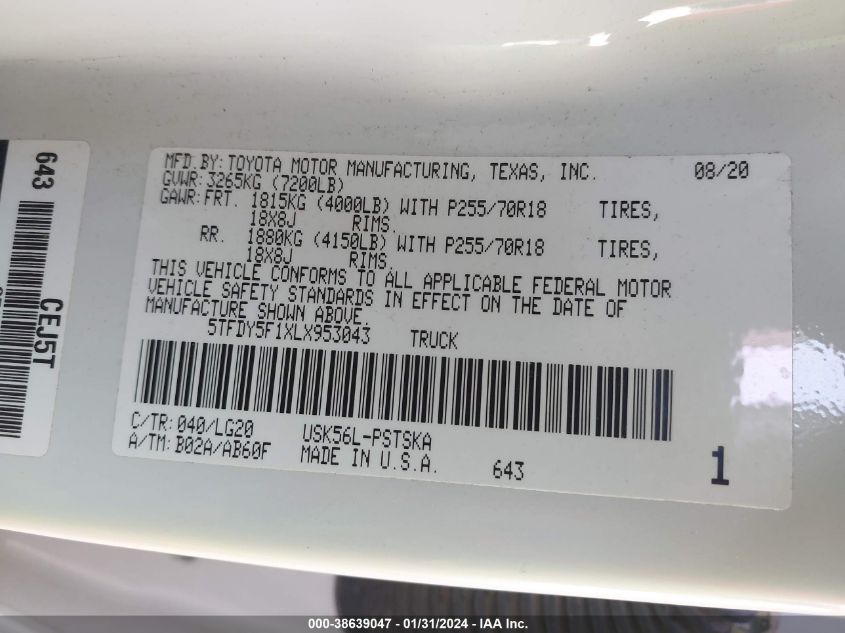 643
CEJ5T
MFD.BY:TOYOTA MOTOR MANUFACTURING, TEXAS, INC. 08/20
GVWR:3265KG (7200LB)
GAWR:FRT. 1815KG (4000LB) WITH P255/70R18 TIRES,
18X8J RIMS.
RR. 1880KG (4150LB) WITH P255/70R18 TIRES,
18X8J RIMS.
THIS VEHICLE CONFORMS TO ALL APPLICABLE FEDERAL MOTOR
VEHICLE SAFETY STANDARDS IN EFFECT ON THE DATE OF
MANUFACTURE SHOWN ABOVE.
5TFDY5F1XLX953043 TRUCK
C/TR:040/LG20 USK56L-PSTSKA
A/TM:B02A/AB60F MADE IN U.S.A. 643 1
000-38639047 - 01/31/2024 - IAA Inc.